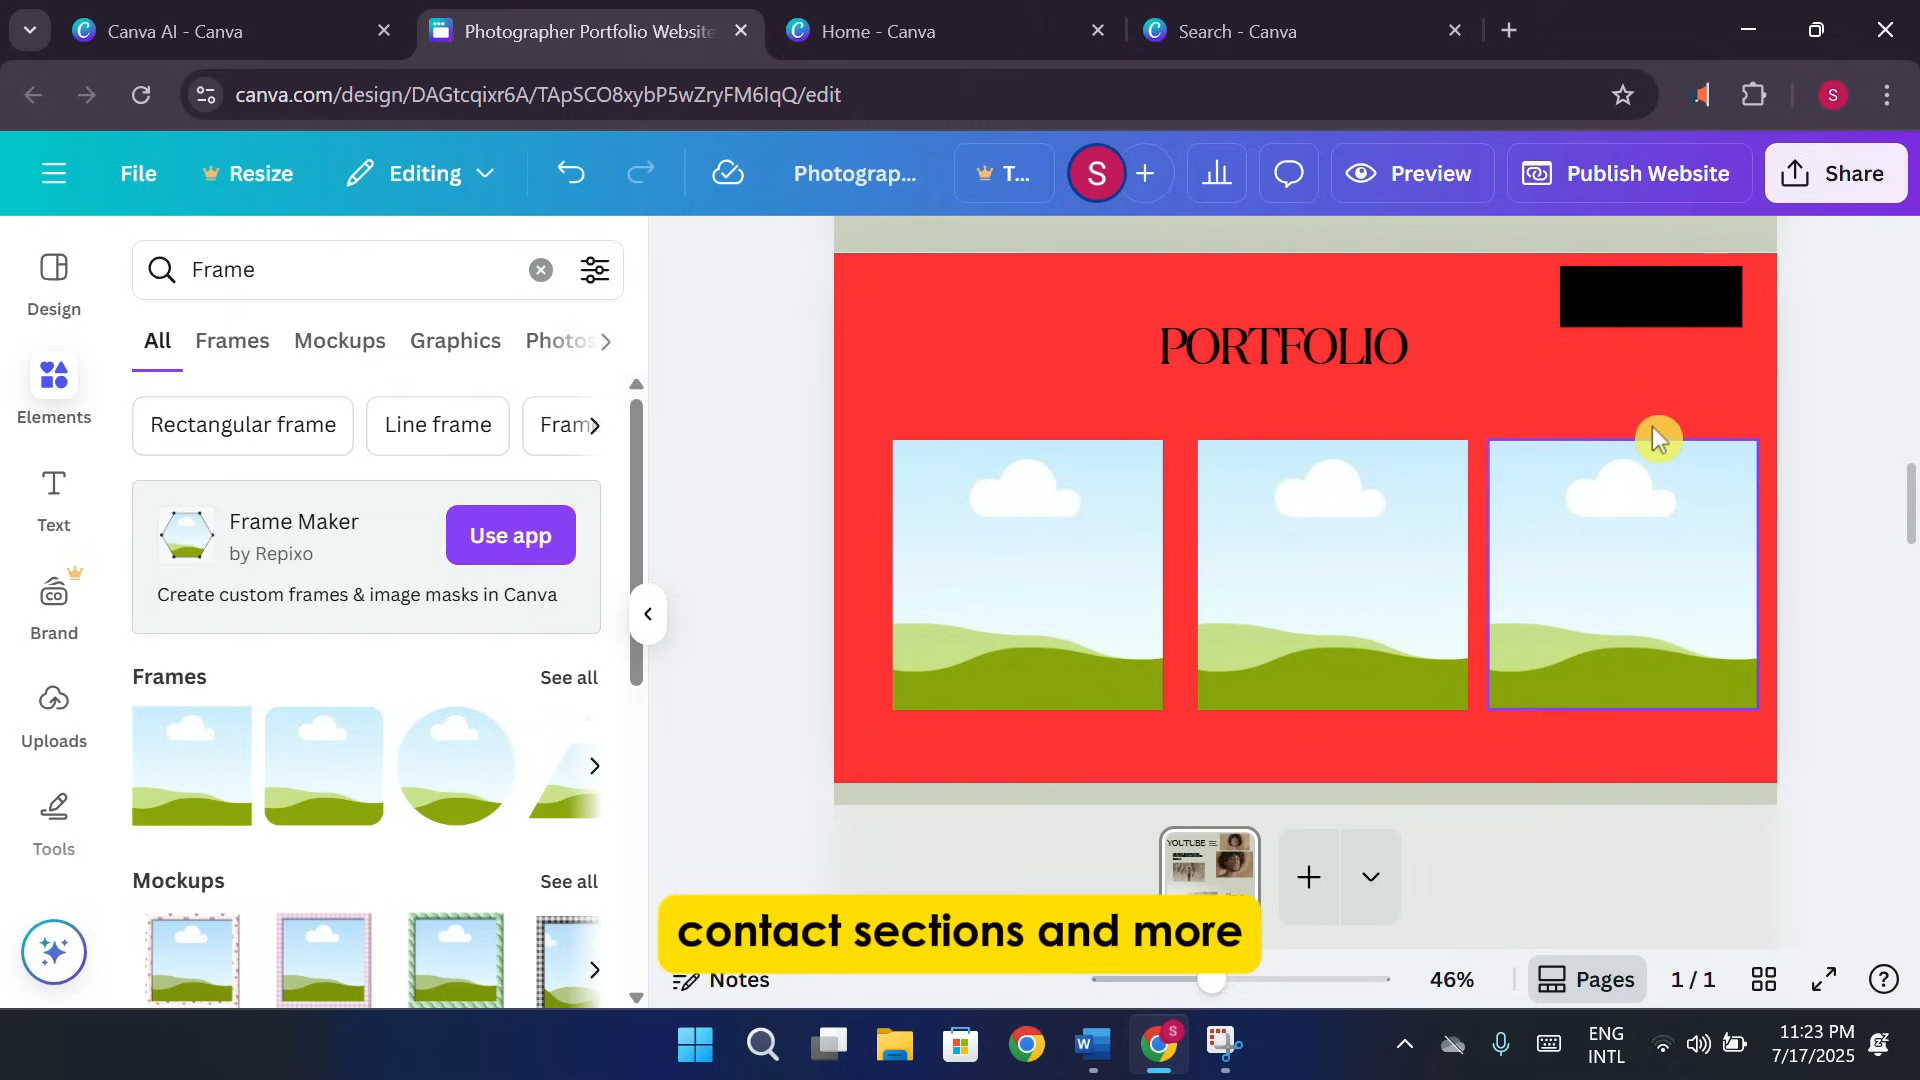 Canva AI - Canva
Photographer Portfolio Website
Home - Canva
Search - Canva
canva.com/design/DAGtcqixr6A/TApSCO8xybP5wZryFM6IqQ/edit
S
File
Resize
Editing
Photograp...
T...
S
Preview
Publish Website
Share
Design
Elements
Text
Brand
Uploads
Tools
Frame
All
Frames
Mockups
Graphics
Photos
Rectangular frame
Line frame
Fram
Frame Maker
by Repixo
Use app
Create custom frames & image masks in Canva
Frames
See all
Mockups
See all
PORTFOLIO
YOUTUBE
contact sections and more
Notes
46%
Pages
1 / 1
ENG
INTL
11:23 PM
7/17/2025